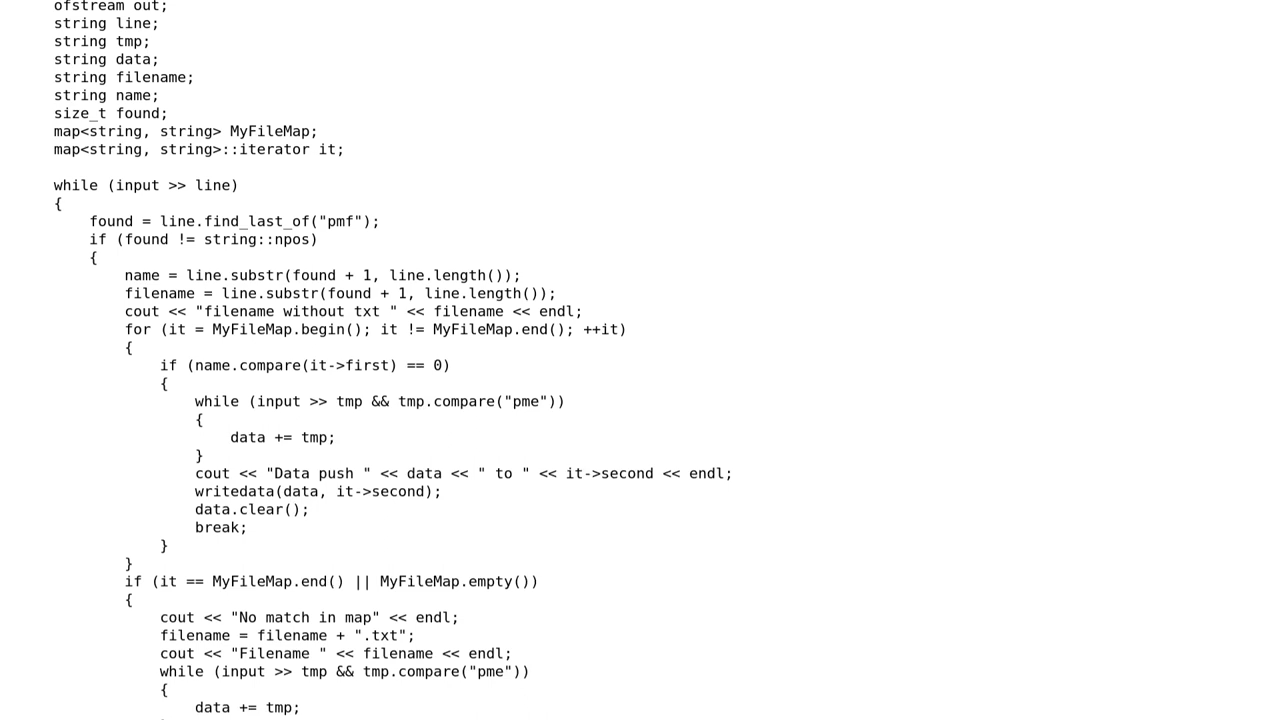 ofstream out;
string line;
string tmp;
string data;
string filename;
string name;
size_t found;
map<string, string> MyFileMap;
map<string, string>::iterator it;

while (input >> line)
{
    found = line.find_last_of("pmf");
    if (found != string::npos)
    {
        name = line.substr(found + 1, line.length());
        filename = line.substr(found + 1, line.length());
        cout << "filename without txt " << filename << endl;
        for (it = MyFileMap.begin(); it != MyFileMap.end(); ++it)
        {
            if (name.compare(it->first) == 0)
            {
                while (input >> tmp && tmp.compare("pme"))
                {
                    data += tmp;
                }
                cout << "Data push " << data << " to " << it->second << endl;
                writedata(data, it->second);
                data.clear();
                break;
            }
        }
        if (it == MyFileMap.end() || MyFileMap.empty())
        {
            cout << "No match in map" << endl;
            filename = filename + ".txt";
            cout << "Filename " << filename << endl;
            while (input >> tmp && tmp.compare("pme"))
            {
                data += tmp;